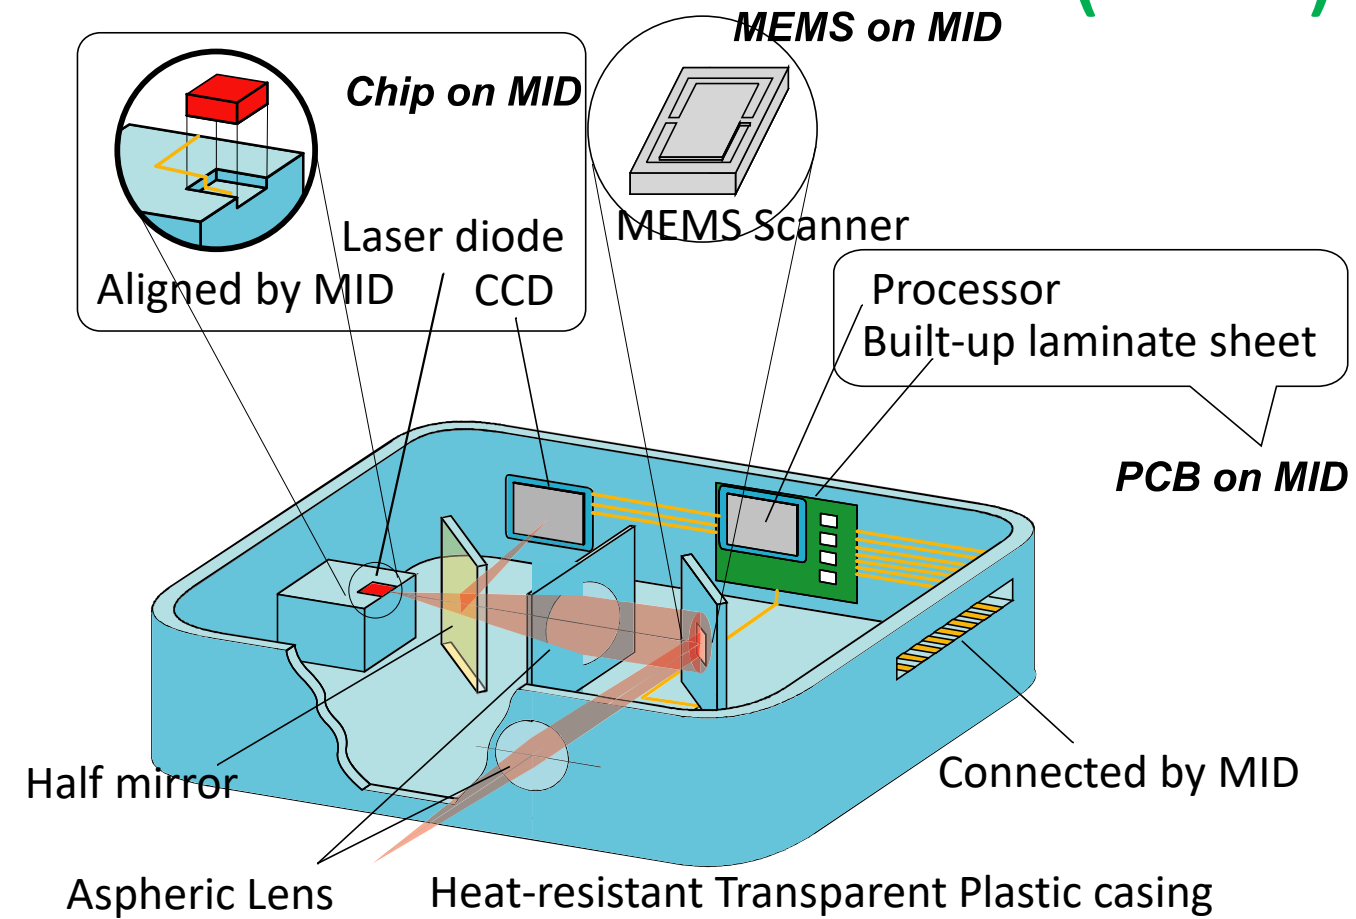 MEMS on MID
Chip on MID
MEMS Scanner
Laser diode
Aligned by MID
CCD
Processor
Built-up laminate sheet
PCB on MID
Half mirror
Connected by MID
Aspheric Lens
Heat-resistant Transparent Plastic casing